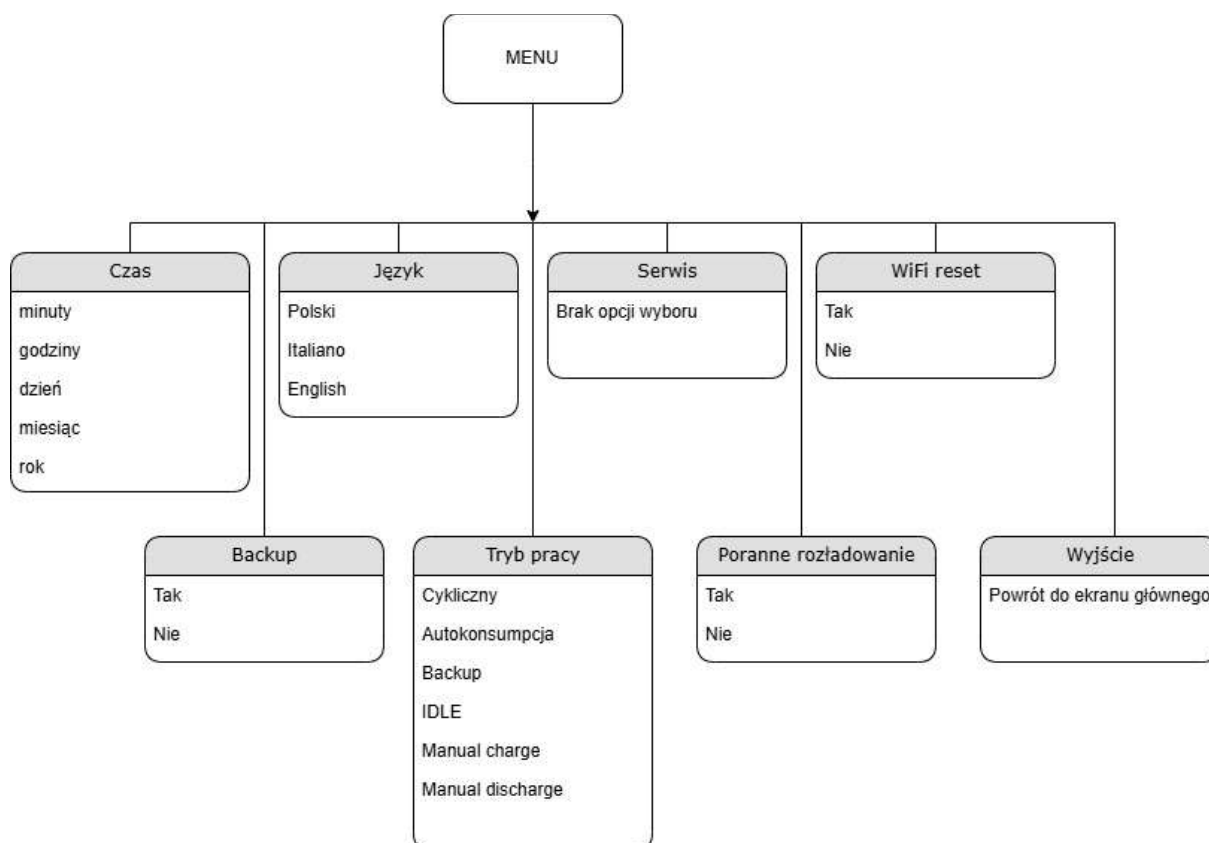 MENU
Czas
minuty
godziny
dzień
miesiąc
rok
Język
Polski
Italiano
English
Serwis
Brak opcji wyboru
WiFi reset
Tak
Nie
Backup
Tak
Nie
Tryb pracy
Cykliczny
Autokonsumpcja
Backup
IDLE
Manual charge
Manual discharge
Poranne rozładowanie
Tak
Nie
Wyjście
Powrót do ekranu głównego